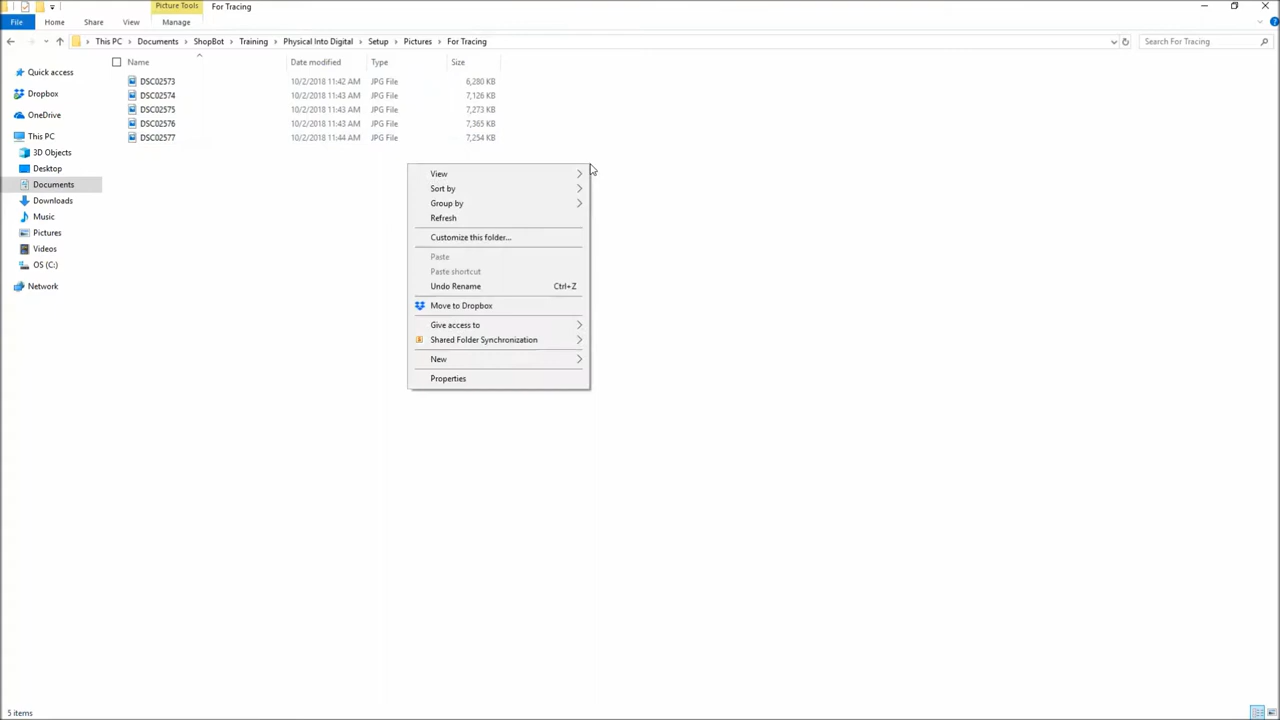 Picture Tools For Tracing
File Home Share View Manage
This PC Documents ShopBot Training Physical Into Digital Setup Pictures For Tracing
Search For Tracing
Name Date modified Type Size
DSC02573 10/2/2018 11:42 AM JPG File 6,280 KB
DSC02574 10/2/2018 11:43 AM JPG File 7,126 KB
DSC02575 10/2/2018 11:43 AM JPG File 7,273 KB
DSC02576 10/2/2018 11:43 AM JPG File 7,365 KB
DSC02577 10/2/2018 11:44 AM JPG File 7,254 KB
Quick access
Dropbox
OneDrive
This PC
3D Objects
Desktop
Documents
Downloads
Music
Pictures
Videos
OS (C:)
Network
View
Sort by
Group by
Refresh
Customize this folder...
Paste
Paste shortcut
Undo Rename Ctrl+Z
Move to Dropbox
Give access to
Shared Folder Synchronization
New
Properties
5 items